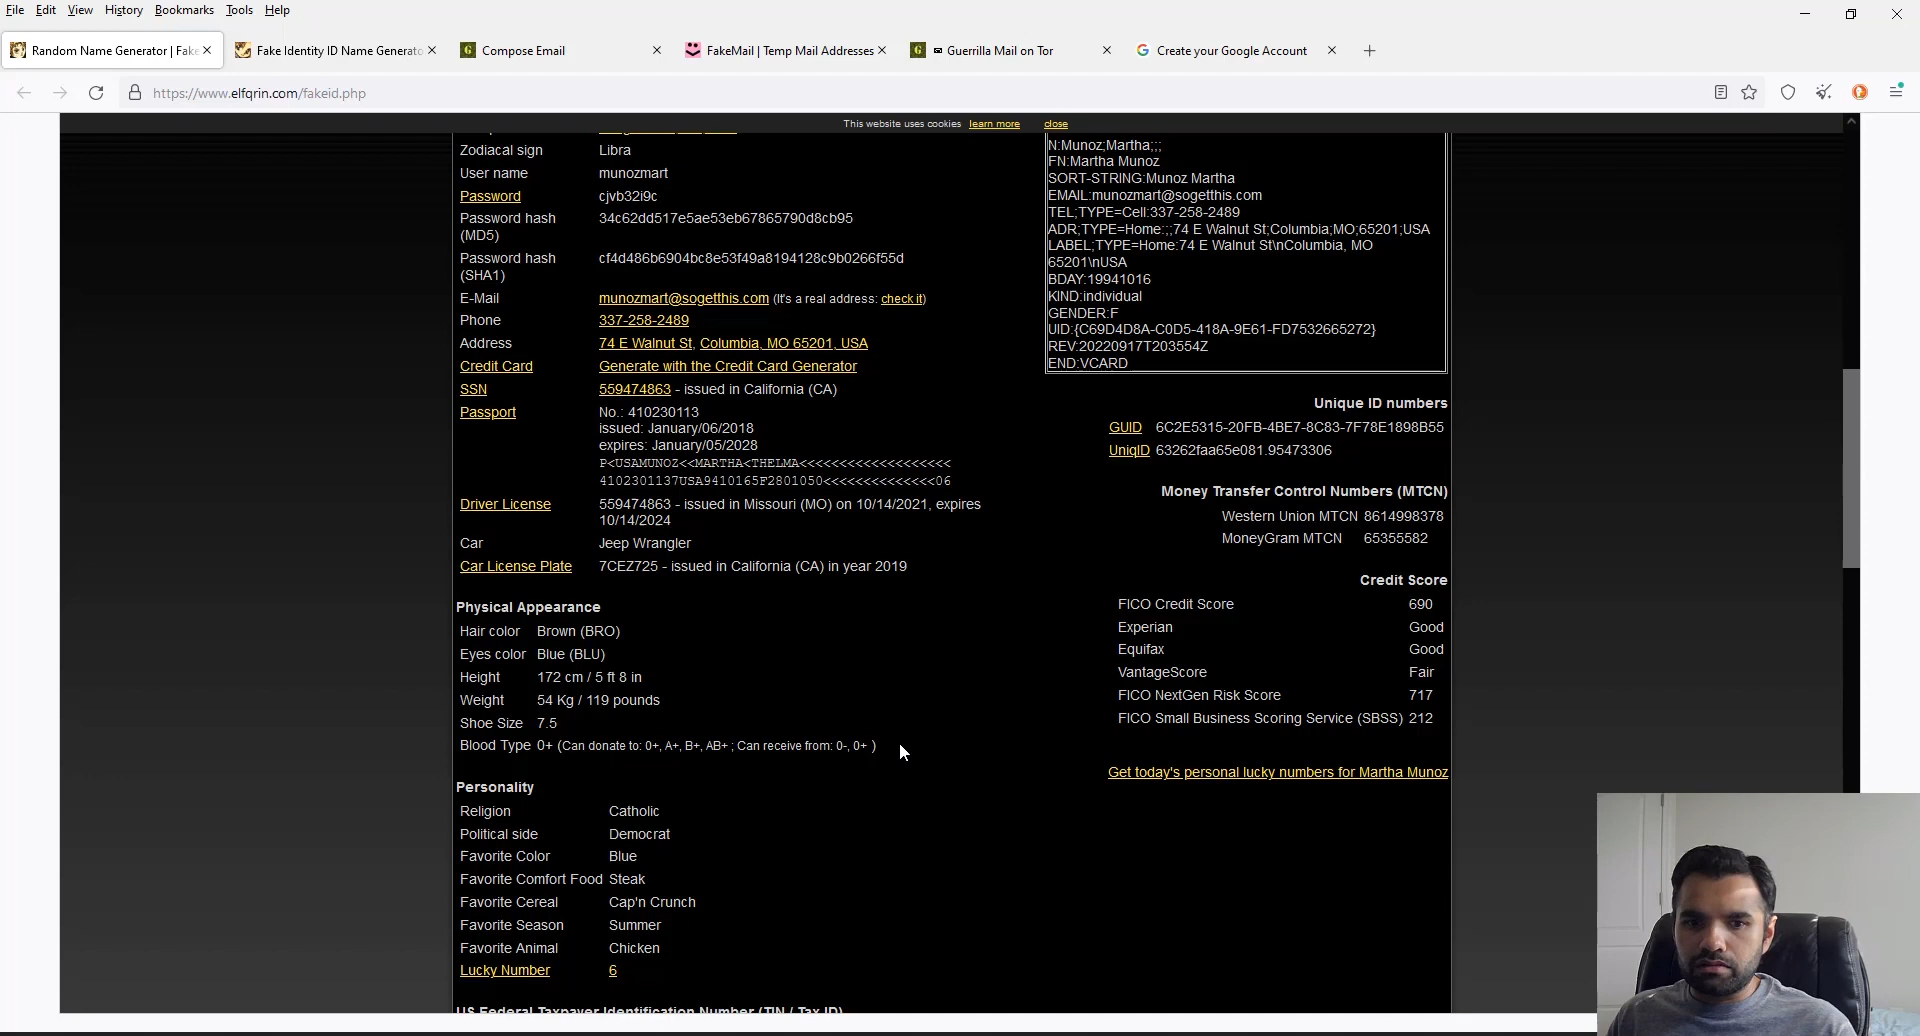 File Edit View History Bookmarks Tools Help
Random Name Generator | Fake
Fake Identity ID Name Generato
Compose Email
FakeMail | Temp Mail Addresses
Guerrilla Mail on Tor
Create your Google Account
https://www.elfqrin.com/fakeid.php
This website uses cookies learn more close
Zodiacal sign Libra
User name munozmart
Password cjvb32i9c
Password hash (MD5) 34c62dd517e5ae53eb67865790d8cb95
Password hash (SHA1) cf4d486b6904bc8e53f49a8194128c9b0266f55d
E-Mail munozmart@sogetthis.com (It's a real address: check it)
Phone 337-258-2489
Address 74 E Walnut St, Columbia, MO 65201, USA
Credit Card Generate with the Credit Card Generator
SSN 559474863 - issued in California (CA)
Passport No.: 410230113
issued: January/06/2018
expires: January/05/2028
P<USAMUNOZ<<MARTHA<THELMA<<<<<<<<<<<<<<<<<<<
4102301137USA9410165F2801050<<<<<<<<<<<<<<06
Driver License 559474863 - issued in Missouri (MO) on 10/14/2021, expires
10/14/2024
Car Jeep Wrangler
Car License Plate 7CEZ725 - issued in California (CA) in year 2019
Physical Appearance
Hair color Brown (BRO)
Eyes color Blue (BLU)
Height 172 cm / 5 ft 8 in
Weight 54 Kg / 119 pounds
Shoe Size 7.5
Blood Type 0+ (Can donate to: 0+, A+, B+, AB+ ; Can receive from: 0-, 0+ )
Personality
Religion Catholic
Political side Democrat
Favorite Color Blue
Favorite Comfort Food Steak
Favorite Cereal Cap'n Crunch
Favorite Season Summer
Favorite Animal Chicken
Lucky Number 6
US Federal Taxpayer Identification Number (TIN / Tax ID)
N:Munoz;Martha;;;
FN:Martha Munoz
SORT-STRING:Munoz Martha
EMAIL:munozmart@sogetthis.com
TEL;TYPE=Cell:337-258-2489
ADR;TYPE=Home:;;74 E Walnut St;Columbia;MO;65201;USA
LABEL;TYPE=Home:74 E Walnut St\nColumbia, MO
65201\nUSA
BDAY:19941016
KIND:individual
GENDER:F
UID:{C69D4D8A-C0D5-418A-9E61-FD7532665272}
REV:20220917T203554Z
END:VCARD
Unique ID numbers
GUID 6C2E5315-20FB-4BE7-8C83-7F78E1898B55
UniqID 63262faa65e081.95473306
Money Transfer Control Numbers (MTCN)
Western Union MTCN 8614998378
MoneyGram MTCN 65355582
Credit Score
FICO Credit Score 690
Experian Good
Equifax Good
VantageScore Fair
FICO NextGen Risk Score 717
FICO Small Business Scoring Service (SBSS) 212
Get today's personal lucky numbers for Martha Munoz